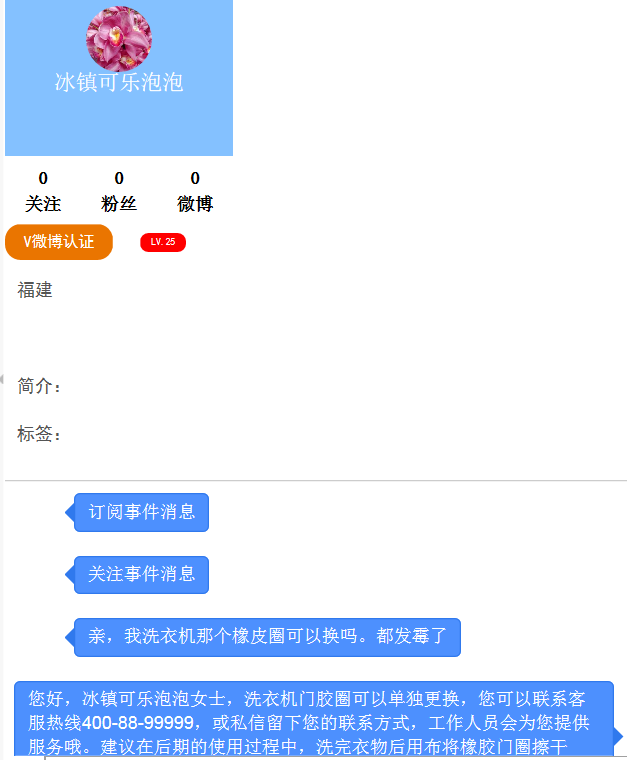 冰镇可乐泡泡
0 0 0
关注 粉丝 微博
V微博认证 LV.25
福建
简介：
标签：
订阅事件消息
关注事件消息
亲，我洗衣机那个橡皮圈可以换吗。都发霉了
您好，冰镇可乐泡泡女士，洗衣机门胶圈可以单独更换，您可以联系客
服热线400-88-99999，或私信留下您的联系方式，工作人员会为您提供
服务哦。建议在后期的使用过程中，洗完衣物后用布将橡胶门圈擦干